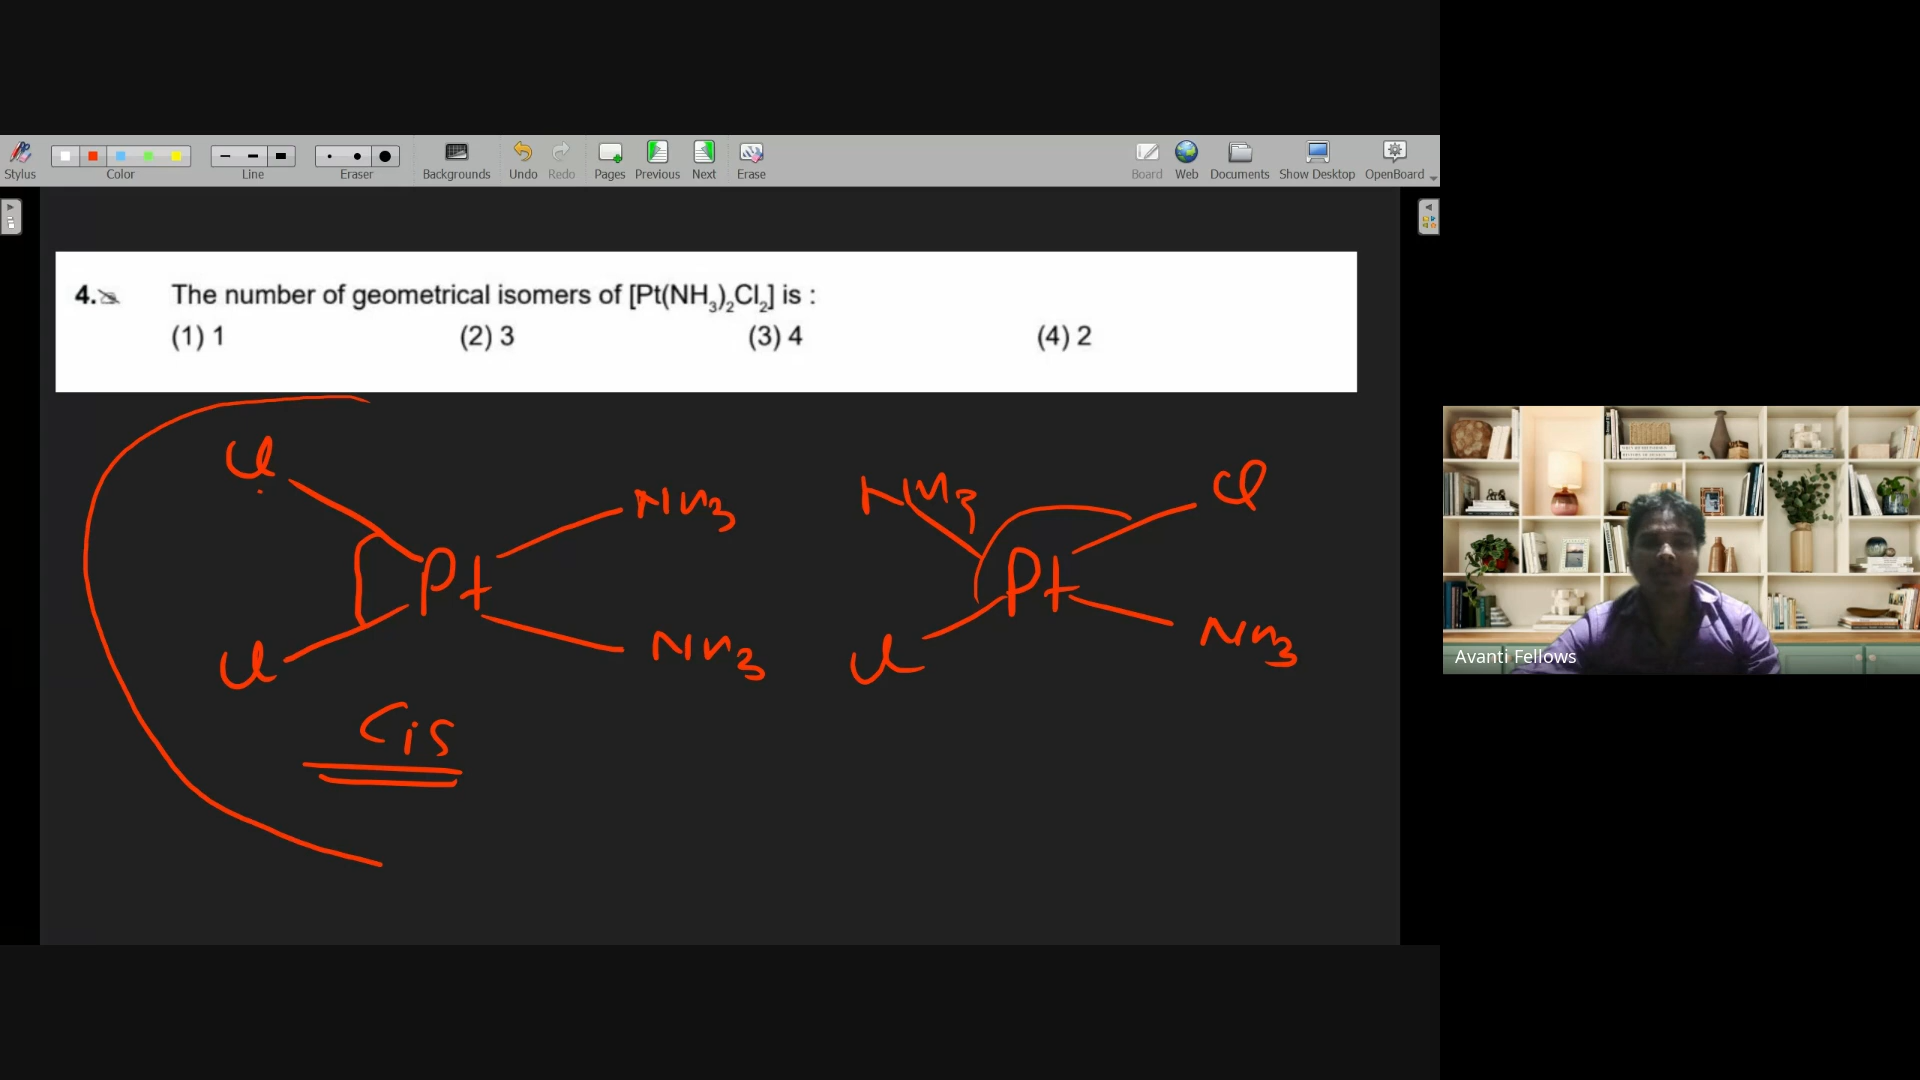 Stylus Color Line Eraser Backgrounds Undo Redo Pages Previous Next Erase Board Web Documents Show Desktop OpenBoard
4. The number of geometrical isomers of [Pt(NH₃)₂Cl₂] is :
(1) 1 (2) 3 (3) 4 (4) 2
Cl NH3 NH3 Cl
Pt Pt
Cl NH3 Cl NH3
Cis
Avanti Fellows